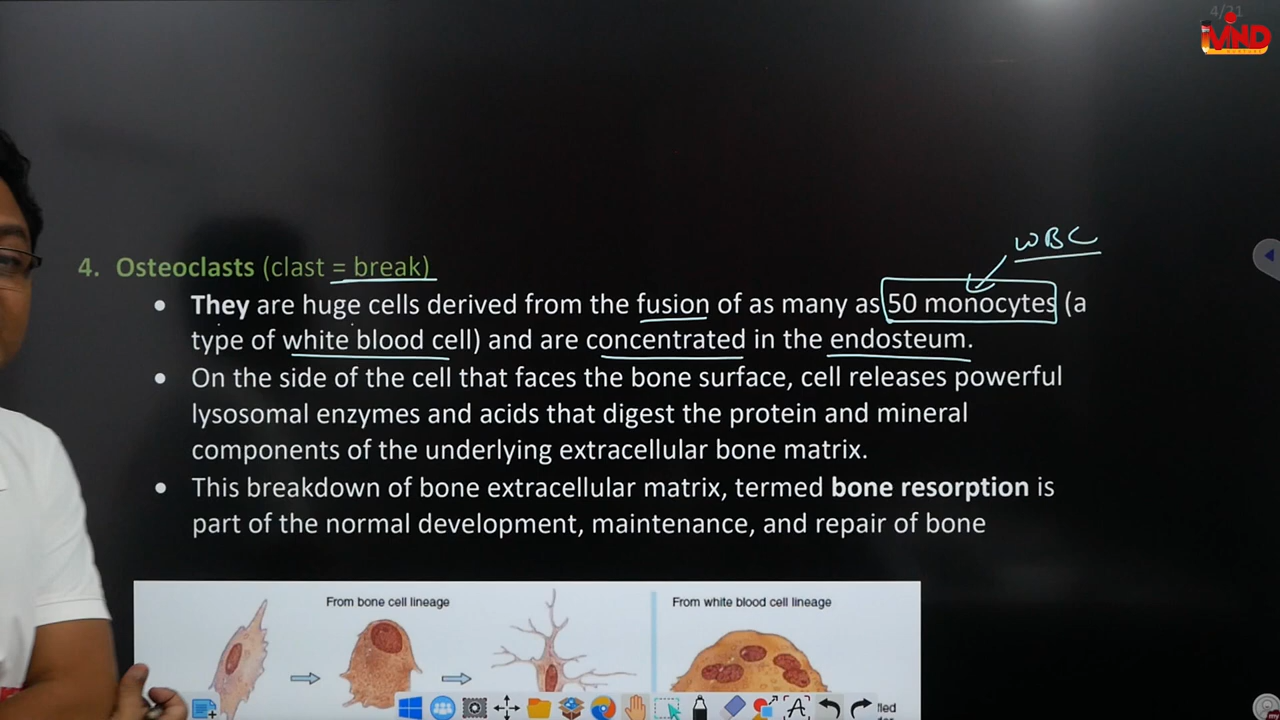 4/21
MIND
WBC
4. Osteoclasts (clast = break)
• They are huge cells derived from the fusion of as many as 50 monocytes (a
type of white blood cell) and are concentrated in the endosteum.
• On the side of the cell that faces the bone surface, cell releases powerful
lysosomal enzymes and acids that digest the protein and mineral
components of the underlying extracellular bone matrix.
• This breakdown of bone extracellular matrix, termed bone resorption is
part of the normal development, maintenance, and repair of bone
From bone cell lineage
From white blood cell lineage